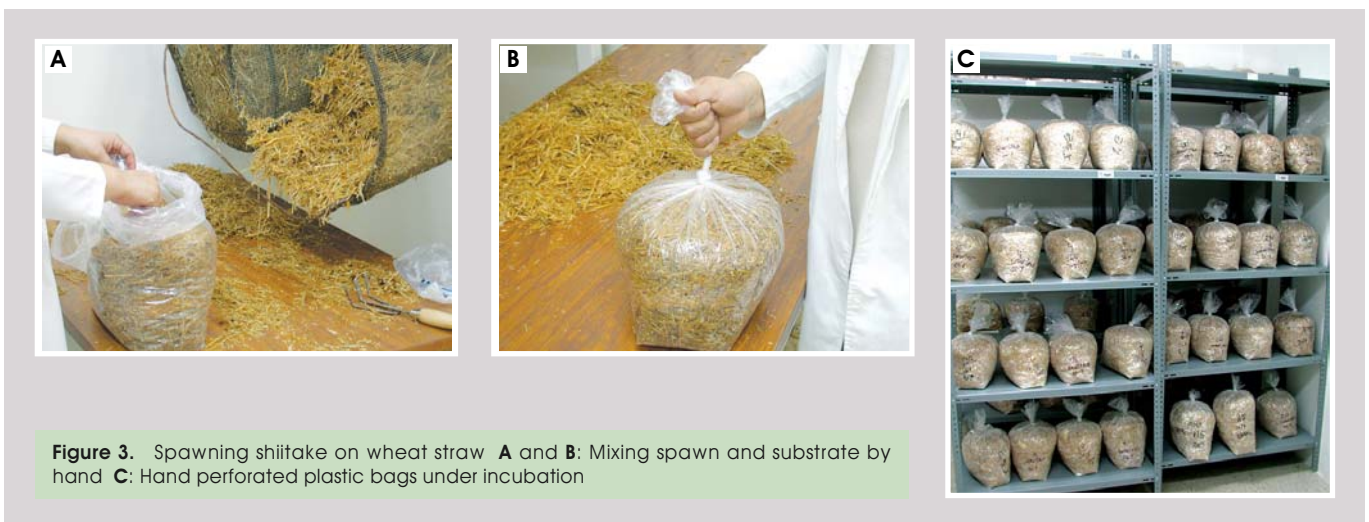 A
B
C
Figure 3. Spawning shiitake on wheat straw A and B: Mixing spawn and substrate by
hand C: Hand perforated plastic bags under incubation